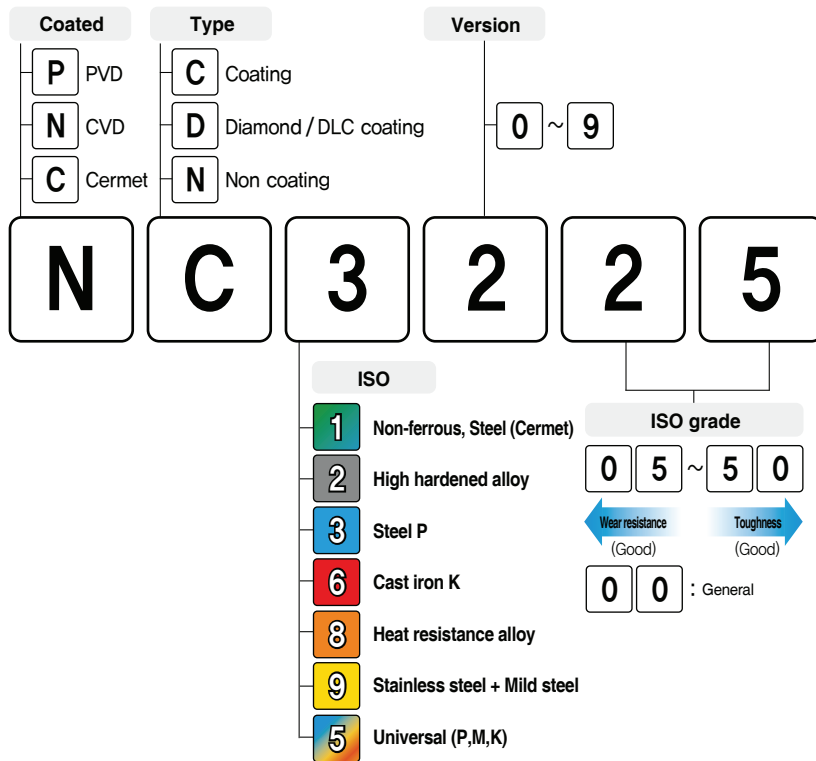 Coated Type Version
P PVD C Coating
N CVD D Diamond / DLC coating 0 ~ 9
C Cermet N Non coating
N C 3 2 2 5
ISO
1 Non-ferrous, Steel (Cermet)
2 High hardened alloy
3 Steel P
6 Cast iron K
8 Heat resistance alloy
9 Stainless steel + Mild steel
5 Universal (P,M,K)
ISO grade
0 5 ~ 5 0
Wear resistance Toughness
(Good) (Good)
0 0 : General